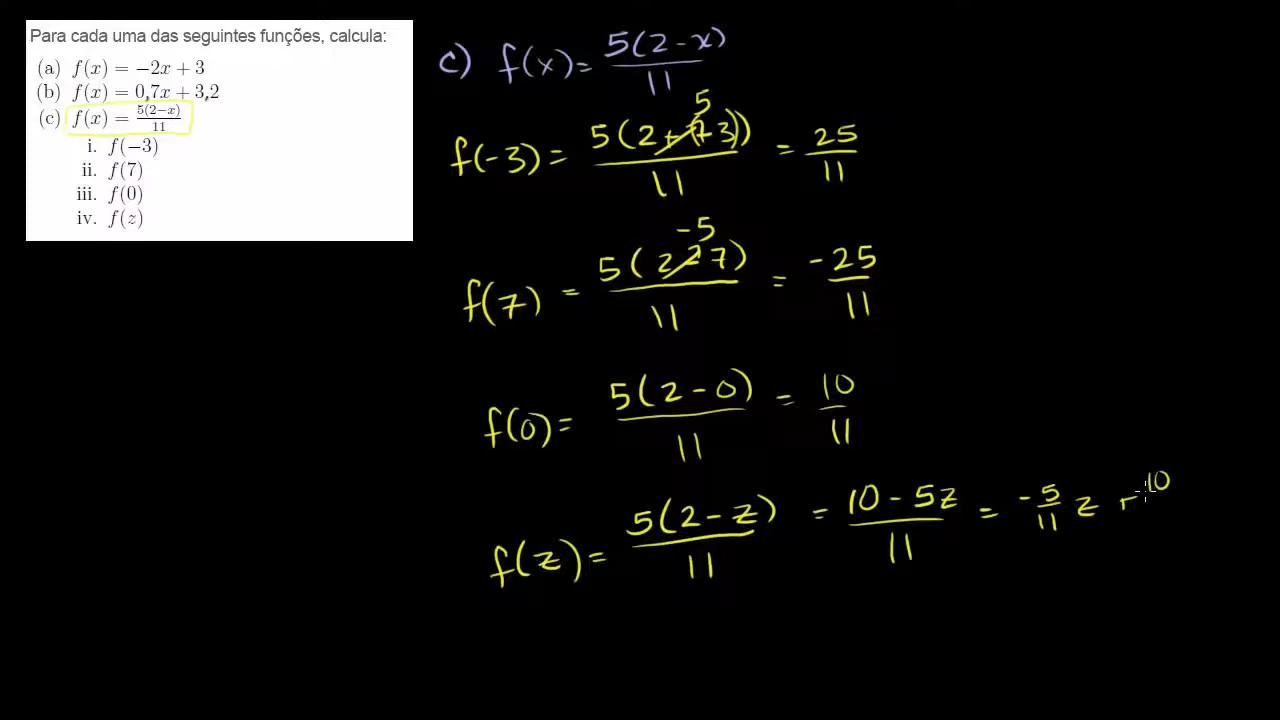 Para cada uma das seguintes funções, calcula:
(a) f(x) = −2x + 3
(b) f(x) = 0,7x + 3,2
(c) f(x) = 5(2−x)/11
i. f(−3)
ii. f(7)
iii. f(0)
iv. f(z)
c) f(x) = 5(2-x)/11
5
f(-3) = 5(2+3)/11 = 25/11
-5
f(7) = 5(2-7)/11 = -25/11
f(0) = 5(2-0)/11 = 10/11
f(z) = 5(2-z)/11 = 10-5z/11 = -5/11 z 10